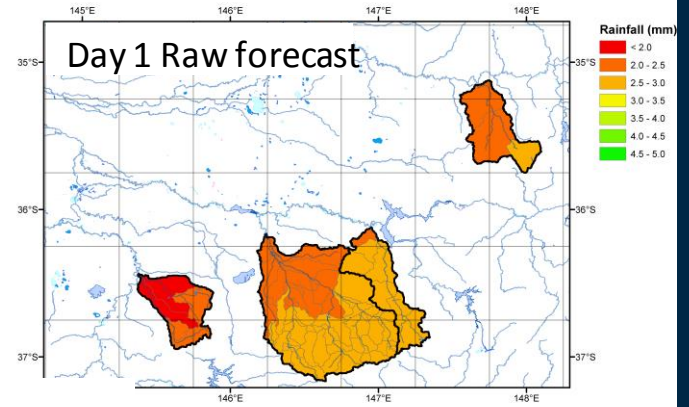 145°E 146°E 147°E 148°E
Day 1 Raw forecast
Rainfall (mm)
< 2.0
2.0 - 2.5
2.5 - 3.0
3.0 - 3.5
3.5 - 4.0
4.0 - 4.5
4.5 - 5.0
35°S 35°S
36°S 36°S
37°S 37°S
146°E 147°E 148°E